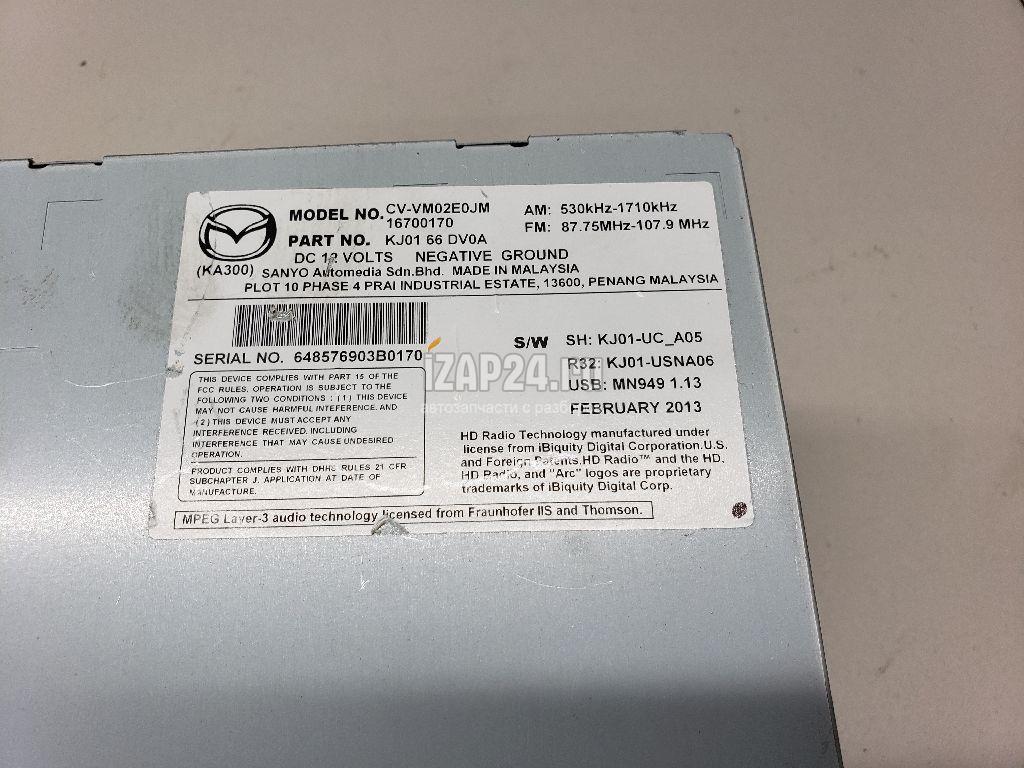 MODEL NO. CV-VM02E0JM
16700170
PART NO. KJ01 66 DV0A
DC 12 VOLTS NEGATIVE GROUND
AM: 530kHz-1710kHz
FM: 87.75MHz-107.9 MHz
(KA300) SANYO Automedia Sdn.Bhd. MADE IN MALAYSIA
PLOT 10 PHASE 4 PRAI INDUSTRIAL ESTATE, 13600, PENANG MALAYSIA
SERIAL NO. 648576903B0170
S/W SH: KJ01-UC_A05
R32: KJ01-USNA06
USB: MN949 1.13
FEBRUARY 2013
THIS DEVICE COMPLIES WITH PART 15 OF THE
FCC RULES. OPERATION IS SUBJECT TO THE
FOLLOWING TWO CONDITIONS : (1) THIS DEVICE
MAY NOT CAUSE HARMFUL INTERFERENCE. AND
(2) THIS DEVICE MUST ACCEPT ANY
INTERFERENCE RECEIVED. INCLUDING
INTERFERENCE THAT MAY CAUSE UNDESIRED
OPERATION.
PRODUCT COMPLIES WITH DHHS RULES 21 CFR
SUBCHAPTER J. APPLICATION AT DATE OF
MANUFACTURE.
HD Radio Technology manufactured under
license from iBiquity Digital Corporation.U.S.
and Foreign Patents.HD Radio™ and the HD,
HD Radio, and "Arc" logos are proprietary
trademarks of iBiquity Digital Corp.
MPEG Layer-3 audio technology licensed from Fraunhofer IIS and Thomson.
iZAP24.ru
автозапчасти с разбора